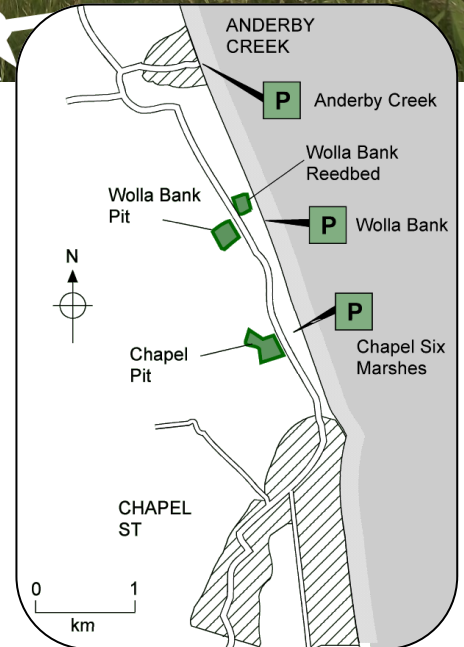 ANDERBY
CREEK
P Anderby Creek
Wolla Bank
Reedbed
Wolla Bank
Pit
P Wolla Bank
N
P
Chapel Six
Marshes
Chapel
Pit
CHAPEL
ST
0 1
km